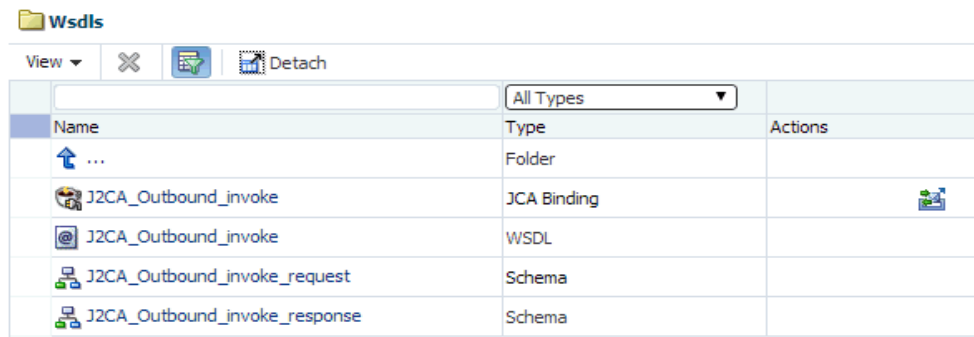 Wsdls
View Detach
All Types
Name Type Actions
... Folder
J2CA_Outbound_invoke JCA Binding
J2CA_Outbound_invoke WSDL
J2CA_Outbound_invoke_request Schema
J2CA_Outbound_invoke_response Schema